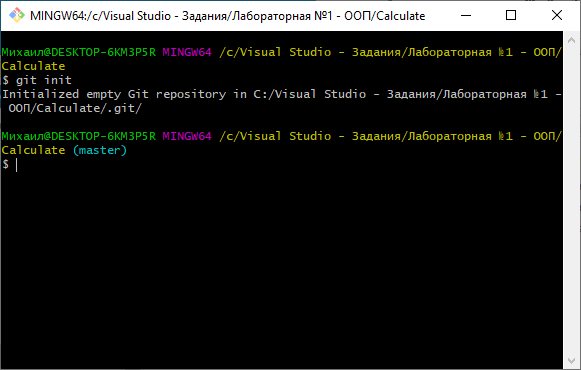 MINGW64:/c/Visual Studio - Задания/Лабораторная №1 - ООП/Calculate
Михаил@DESKTOP-6KM3P5R MINGW64 /c/Visual Studio - Задания/Лабораторная №1 - ООП/
Calculate
$ git init
Initialized empty Git repository in C:/Visual Studio - Задания/Лабораторная №1 -
ООП/Calculate/.git/
Михаил@DESKTOP-6KM3P5R MINGW64 /c/Visual Studio - Задания/Лабораторная №1 - ООП/
Calculate (master)
$